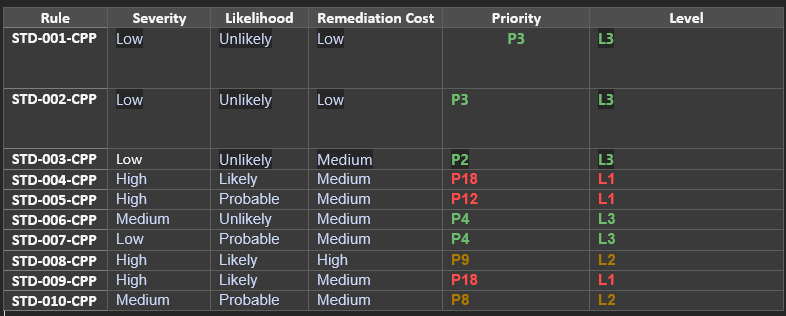 Rule Severity Likelihood Remediation Cost Priority Level
STD-001-CPP Low Unlikely Low P3 L3
STD-002-CPP Low Unlikely Low P3 L3
STD-003-CPP Low Unlikely Medium P2 L3
STD-004-CPP High Likely Medium P18 L1
STD-005-CPP High Probable Medium P12 L1
STD-006-CPP Medium Unlikely Medium P4 L3
STD-007-CPP Low Probable Medium P4 L3
STD-008-CPP High Likely High P9 L2
STD-009-CPP High Likely Medium P18 L1
STD-010-CPP Medium Probable Medium P8 L2